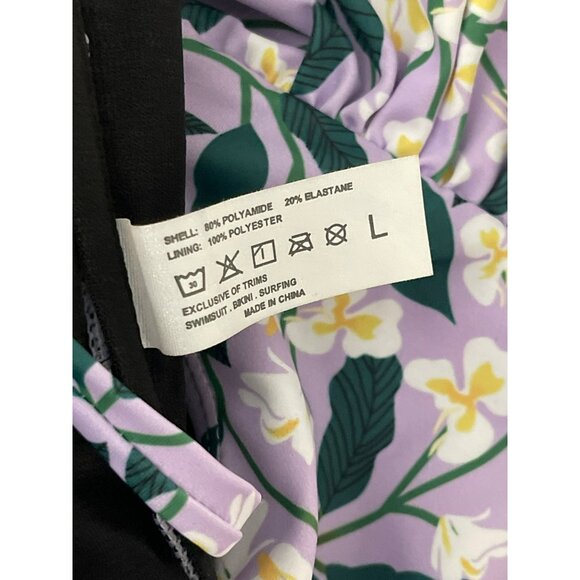 SHELL: 80% POLYAMIDE 20% ELASTANE
LINING: 100% POLYESTER
30 L
EXCLUSIVE OF TRIMS
SWIMSUIT . BIKINI . SURFING
MADE IN CHINA